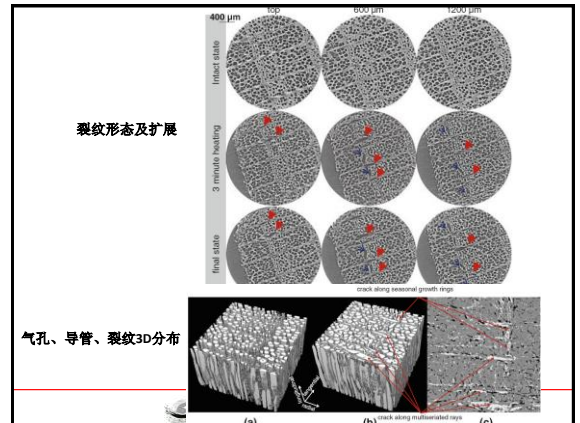 400 μm
top
600 μm
1200 μm
Intact state
3 minute heating
final state
裂纹形态及扩展
crack along seasonal growth rings
气孔、导管、裂纹3D分布
radial
(a)
(b)
crack along multiseriated rays
(c)